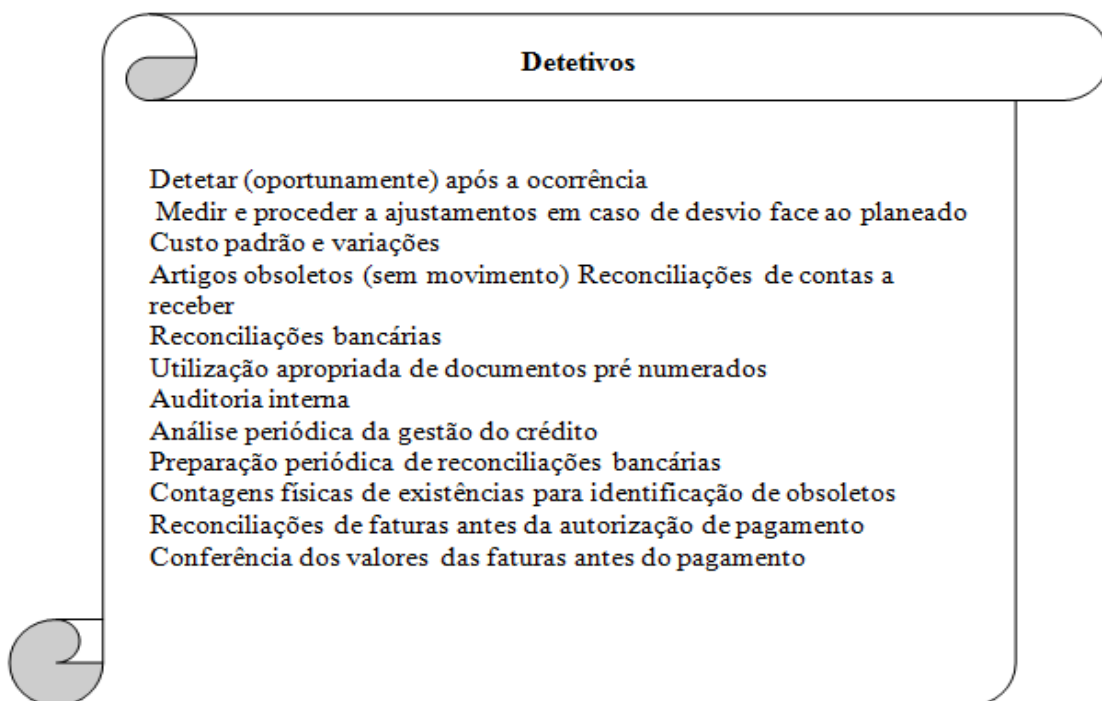 Detetivos
Detetar (oportunamente) após a ocorrência
Medir e proceder a ajustamentos em caso de desvio face ao planeado
Custo padrão e variações
Artigos obsoletos (sem movimento) Reconciliações de contas a
receber
Reconciliações bancárias
Utilização apropriada de documentos pré numerados
Auditoria interna
Análise periódica da gestão do crédito
Preparação periódica de reconciliações bancárias
Contagens físicas de existências para identificação de obsoletos
Reconciliações de faturas antes da autorização de pagamento
Conferência dos valores das faturas antes do pagamento